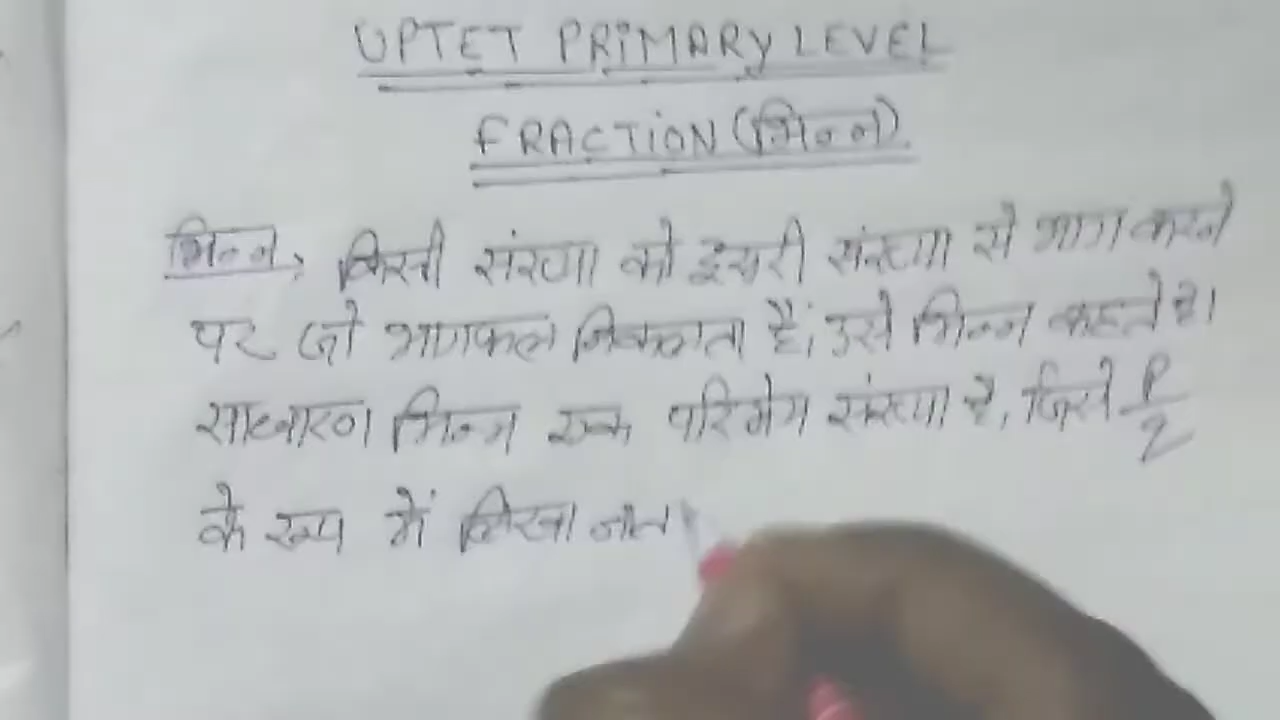 UPTET PRIMARY LEVEL
FRACTION (भिन्न).
भिन्न, किसी संख्या को दूसरी संख्या से भाग करने
पर जो भागफल निकलता है, उसे भिन्न कहते है।
साधारण भिन्न एक परिमेय संख्या है, जिसे P/q
के रूप में लिखा जाता